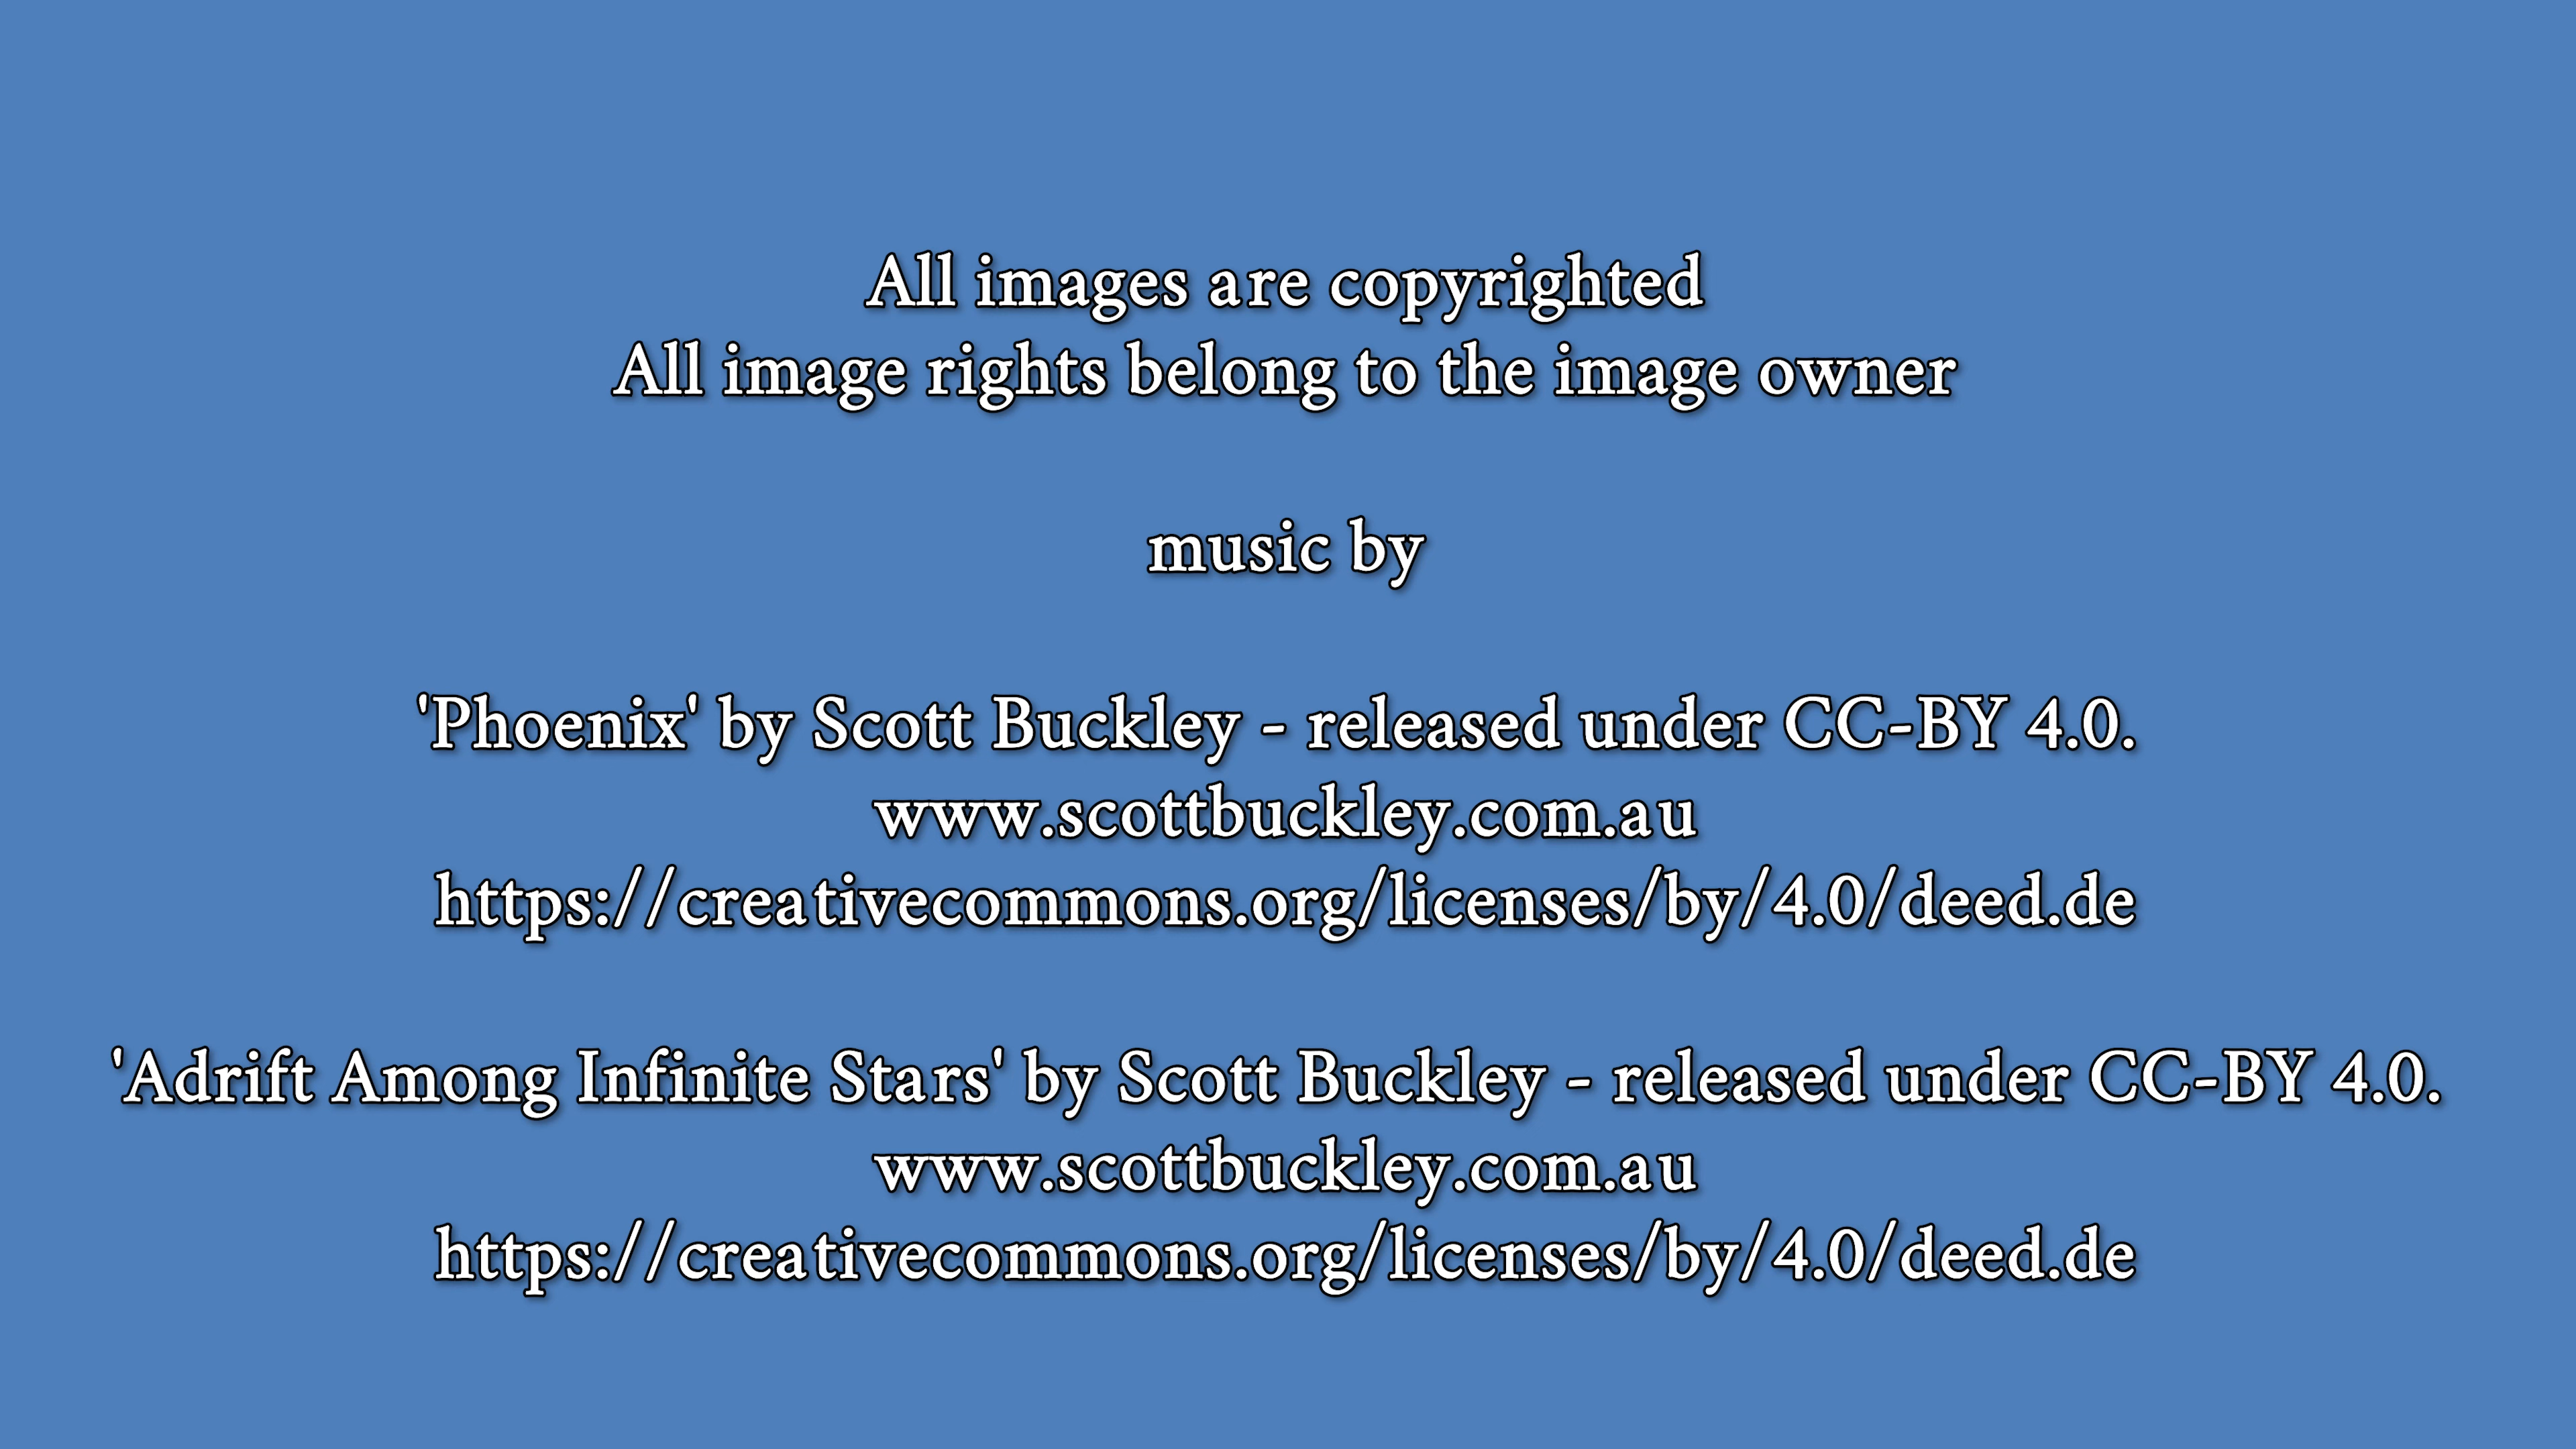 All images are copyrighted
All image rights belong to the image owner
music by
'Phoenix' by Scott Buckley - released under CC-BY 4.0.
www.scottbuckley.com.au
https://creativecommons.org/licenses/by/4.0/deed.de
'Adrift Among Infinite Stars' by Scott Buckley - released under CC-BY 4.0.
www.scottbuckley.com.au
https://creativecommons.org/licenses/by/4.0/deed.de